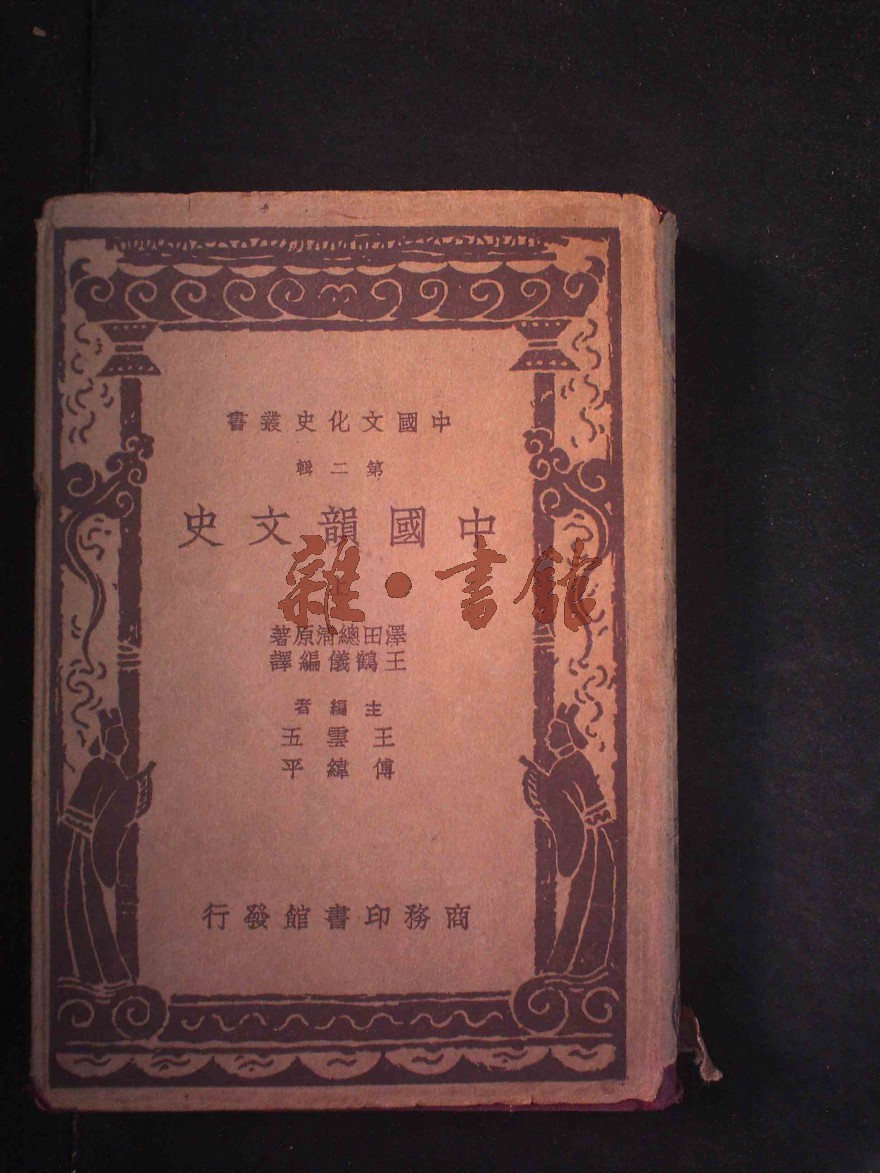 中國文化史叢書
第二輯
中國韻文史
雜·書館
澤田總清原著
王鶴儀編譯
主編者
王雲五
傅緯平
商務印書館發行